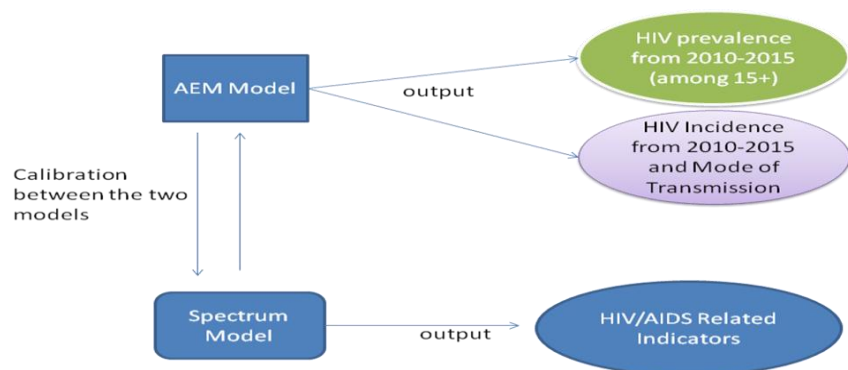 HIV prevalence
from 2010-2015
(among 15+)
AEM Model
output
HIV Incidence
from 2010-2015
and Mode of
Transmission
Calibration
between the two
models
Spectrum
Model
output
HIV/AIDS Related
Indicators